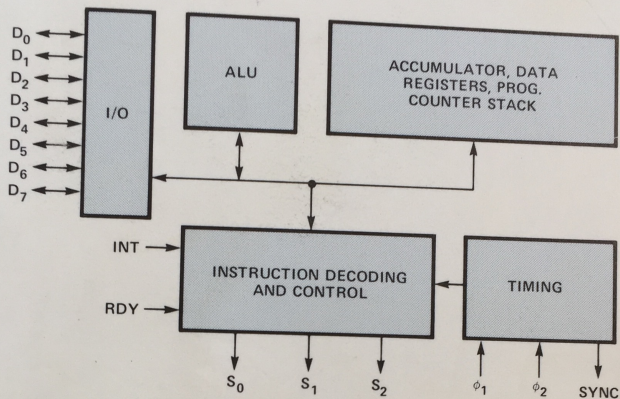 D0
D1
D2
D3
D4
D5
D6
D7
I/O
ALU
ACCUMULATOR, DATA
REGISTERS, PROG.
COUNTER STACK
INT
RDY
INSTRUCTION DECODING
AND CONTROL
TIMING
S0
S1
S2
ϕ1
ϕ2
SYNC